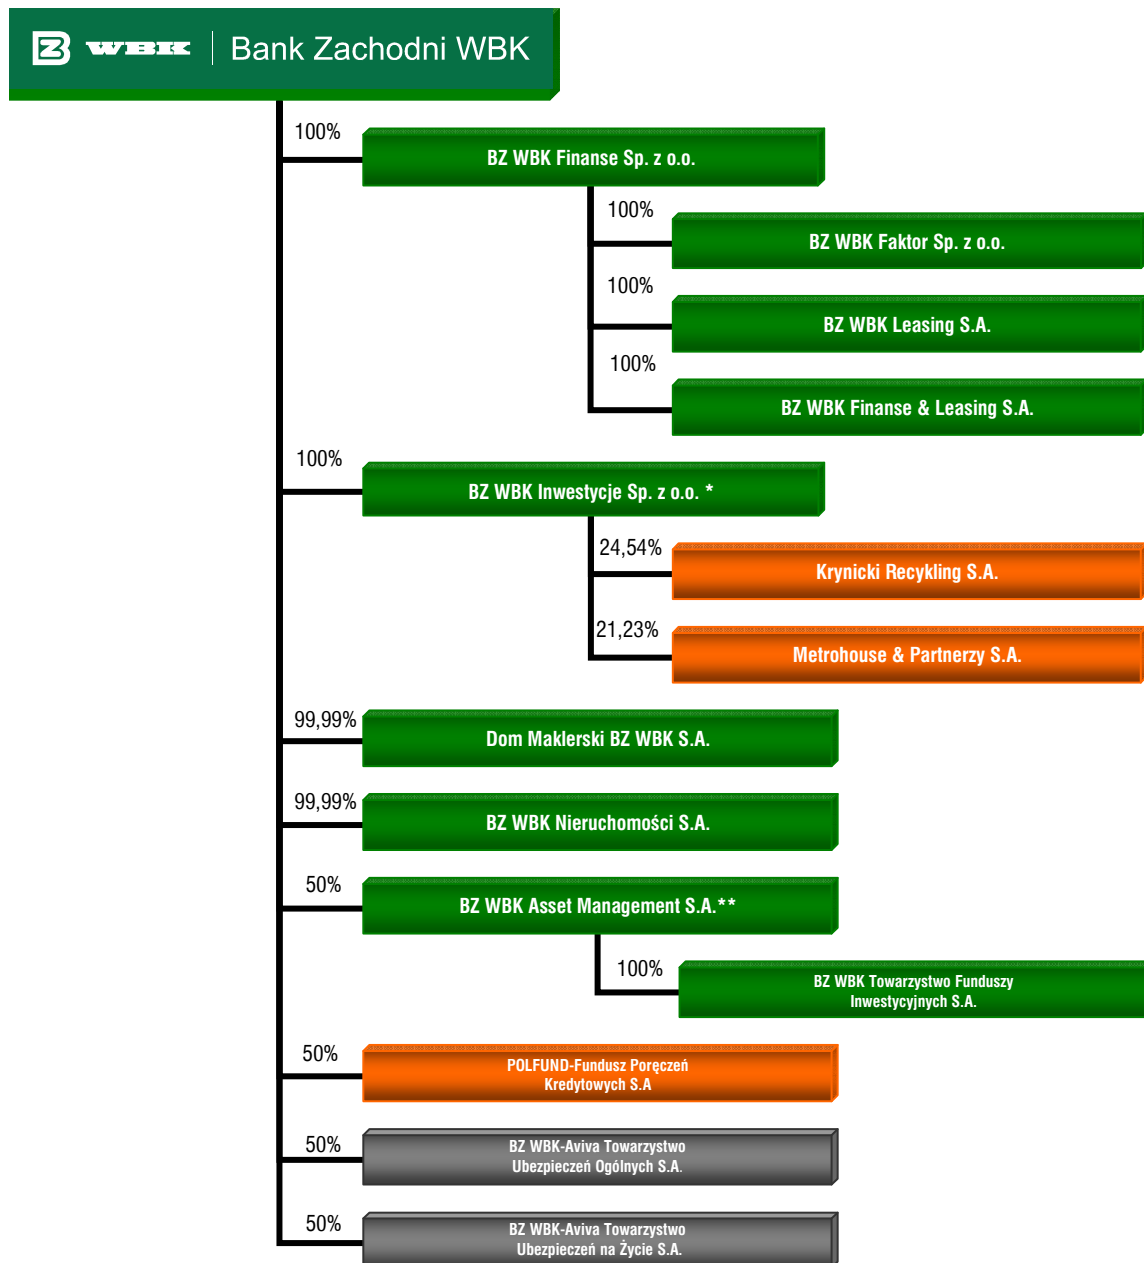 BZ WBK | Bank Zachodni WBK
100%
BZ WBK Finanse Sp. z o.o.
100%
BZ WBK Faktor Sp. z o.o.
100%
BZ WBK Leasing S.A.
100%
BZ WBK Finanse & Leasing S.A.
100%
BZ WBK Inwestycje Sp. z o.o. *
24,54%
Krynicki Recykling S.A.
21,23%
Metrohouse & Partnerzy S.A.
99,99%
Dom Maklerski BZ WBK S.A.
99,99%
BZ WBK Nieruchomości S.A.
50%
BZ WBK Asset Management S.A.**
100%
BZ WBK Towarzystwo Funduszy
Inwestycyjnych S.A.
50%
POLFUND-Fundusz Poręczeń
Kredytowych S.A
50%
BZ WBK-Aviva Towarzystwo
Ubezpieczeń Ogólnych S.A.
50%
BZ WBK-Aviva Towarzystwo
Ubezpieczeń na Życie S.A.